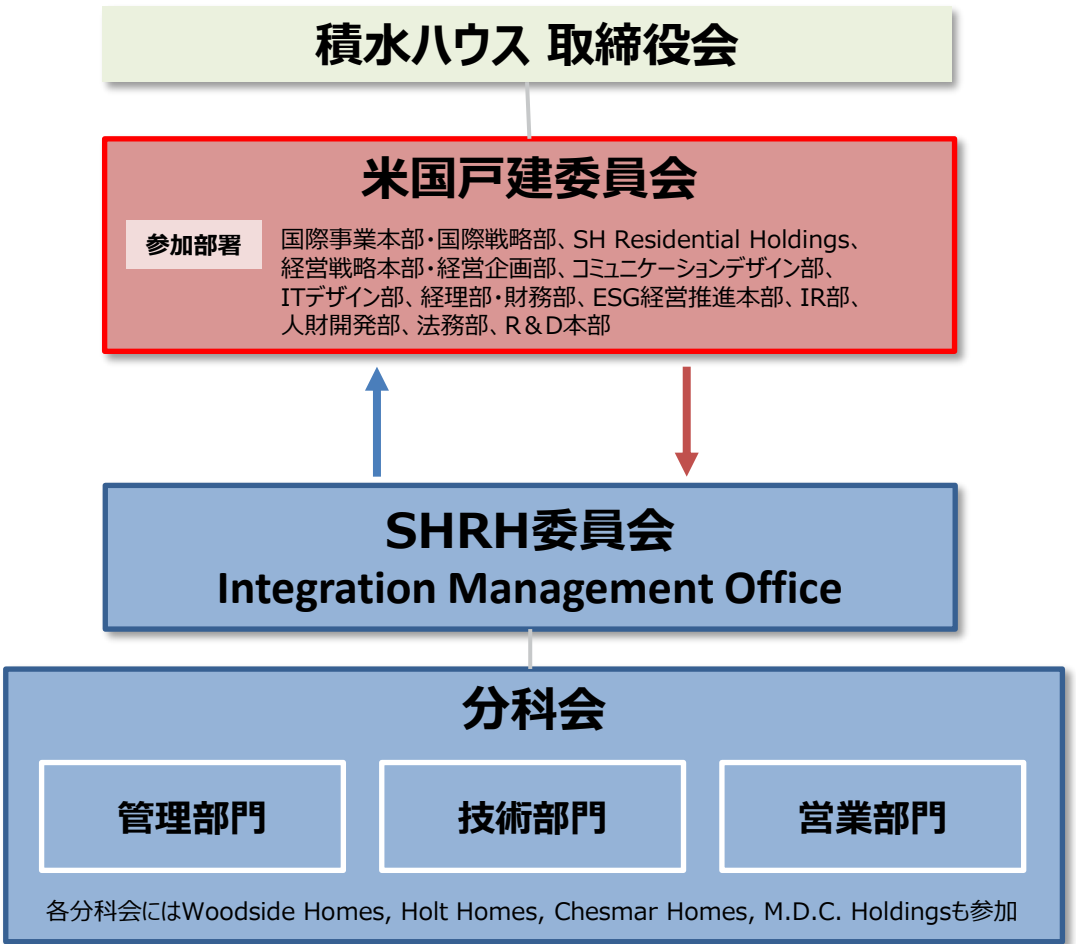 積水ハウス 取締役会
米国戸建委員会
参加部署
国際事業本部・国際戦略部、SH Residential Holdings、
経営戦略本部・経営企画部、コミュニケーションデザイン部、
ITデザイン部、経理部・財務部、ESG経営推進本部、IR部、
人財開発部、法務部、R&D本部
SHRH委員会
Integration Management Office
分科会
管理部門
技術部門
営業部門
各分科会にはWoodside Homes, Holt Homes, Chesmar Homes, M.D.C. Holdingsも参加